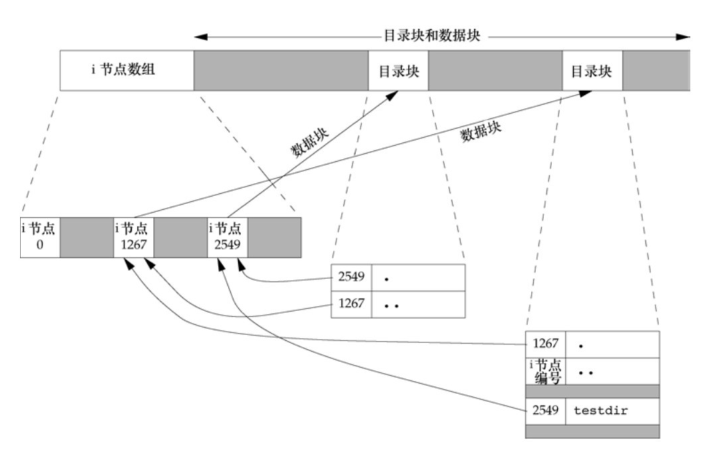 目录块和数据块
i 节点数组
目录块
目录块
数据块
数据块
i 节点
0
i 节点
1267
i 节点
2549
2549 .
1267 ..
1267 .
i 节点
编号 ..
2549 testdir